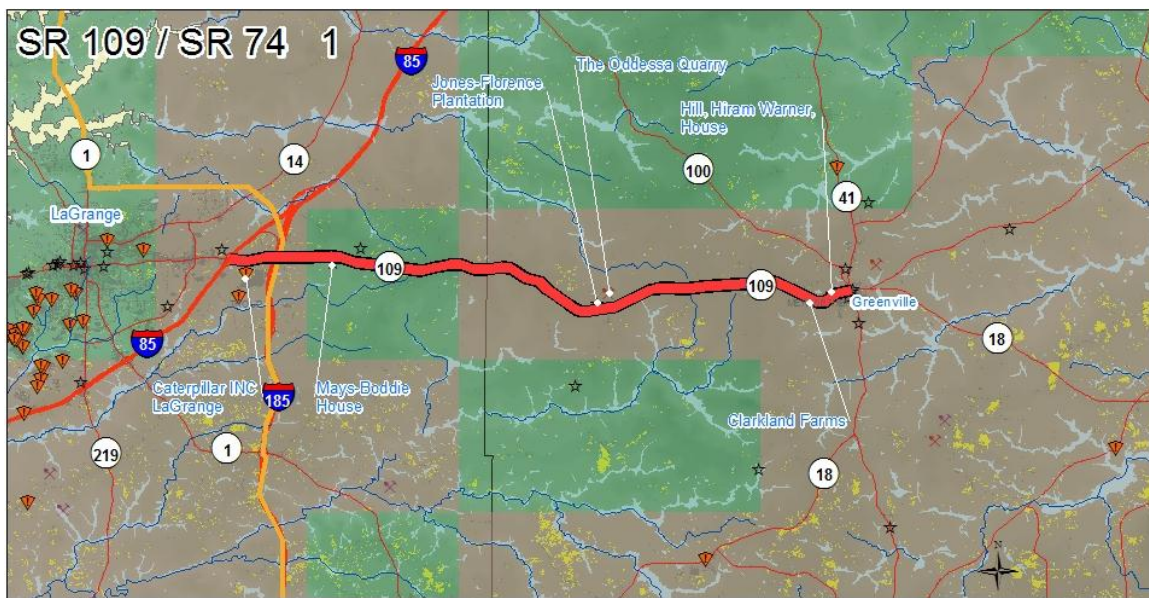 SR 109 / SR 74 1
85
The Oddessa Quarry
Jones-Florence
Plantation
Hill, Hiram Warner,
House
1
14
100
41
LaGrange
109
109
Greenville
18
85
Caterpillar INC
LaGrange
185
Mays-Boddie
House
Clarkland Farms
219
1
18
N